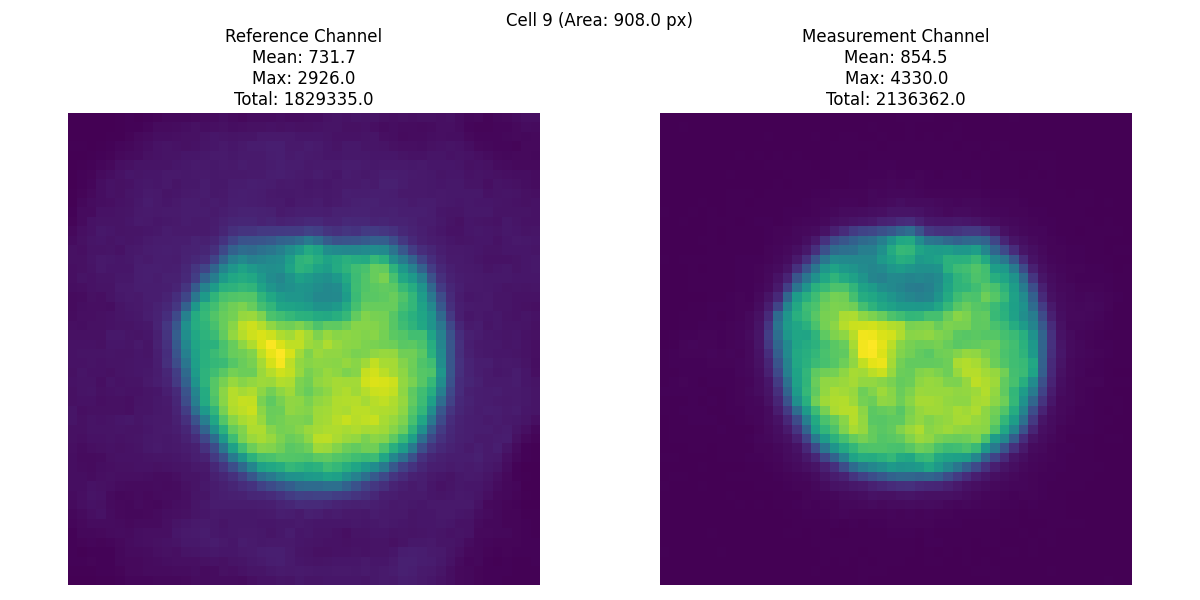 Cell 9 (Area: 908.0 px)
Reference Channel
Mean: 731.7
Max: 2926.0
Total: 1829335.0
Measurement Channel
Mean: 854.5
Max: 4330.0
Total: 2136362.0